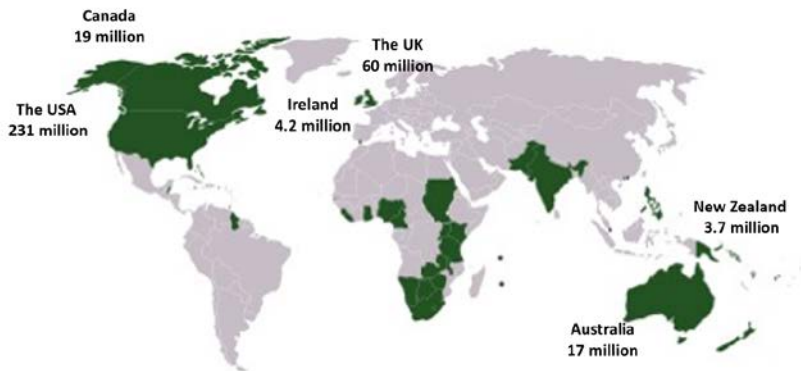 Canada
19 million
The UK
60 million
The USA
231 million
Ireland
4.2 million
New Zealand
3.7 million
Australia
17 million